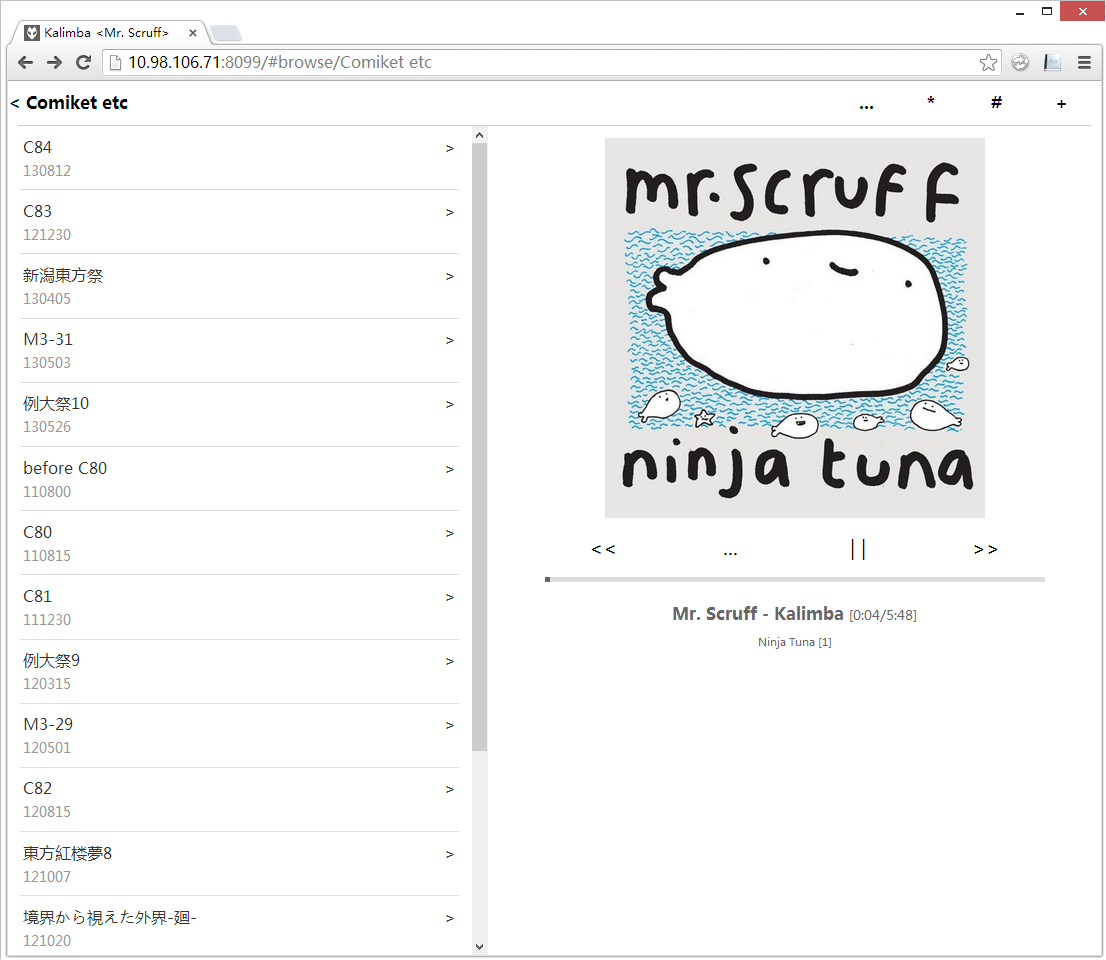 Kalimba <Mr. Scruff>
10.98.106.71:8099/#browse/Comiket etc
< Comiket etc ... * # +
C84 >
130812
C83 >
121230
新潟東方祭 >
130405
M3-31 >
130503
例大祭10 >
130526
before C80 >
110800
C80 >
110815
C81 >
111230
例大祭9 >
120315
M3-29 >
120501
C82 >
120815
東方紅楼夢8 >
121007
境界から視えた外界-廻- >
121020
mr.scruff
ninja tuna
<< ... || >>
Mr. Scruff - Kalimba [0:04/5:48]
Ninja Tuna [1]